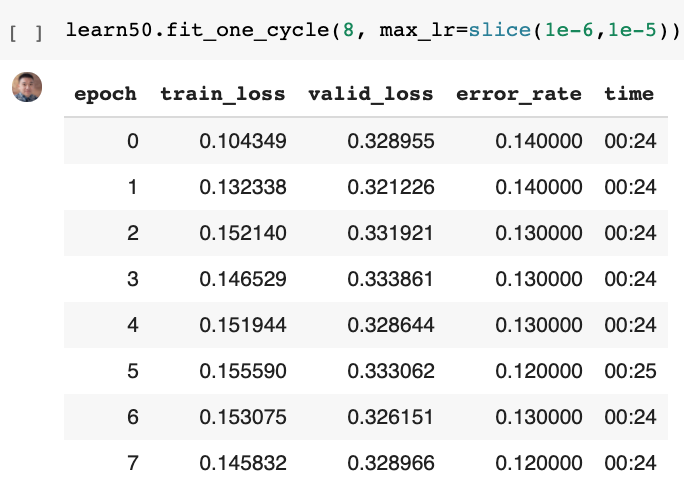 [ ] learn50.fit_one_cycle(8, max_lr=slice(1e-6,1e-5))
epoch train_loss valid_loss error_rate time
0 0.104349 0.328955 0.140000 00:24
1 0.132338 0.321226 0.140000 00:24
2 0.152140 0.331921 0.130000 00:24
3 0.146529 0.333861 0.130000 00:24
4 0.151944 0.328644 0.130000 00:24
5 0.155590 0.333062 0.120000 00:25
6 0.153075 0.326151 0.130000 00:24
7 0.145832 0.328966 0.120000 00:24